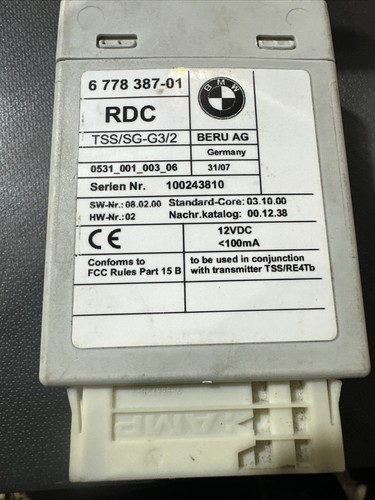 6 778 387-01
BMW
RDC
TSS/SG-G3/2
BERU AG
Germany
0531_001_003_06
31/07
Serien Nr. 100243810
SW-Nr.: 08.02.00 Standard-Core: 03.10.00
HW-Nr.: 02 Nachr.katalog: 00.12.38
CE
12VDC
<100mA
Conforms to
FCC Rules Part 15 B
to be used in conjunction
with transmitter TSS/RE4Tb
AMP